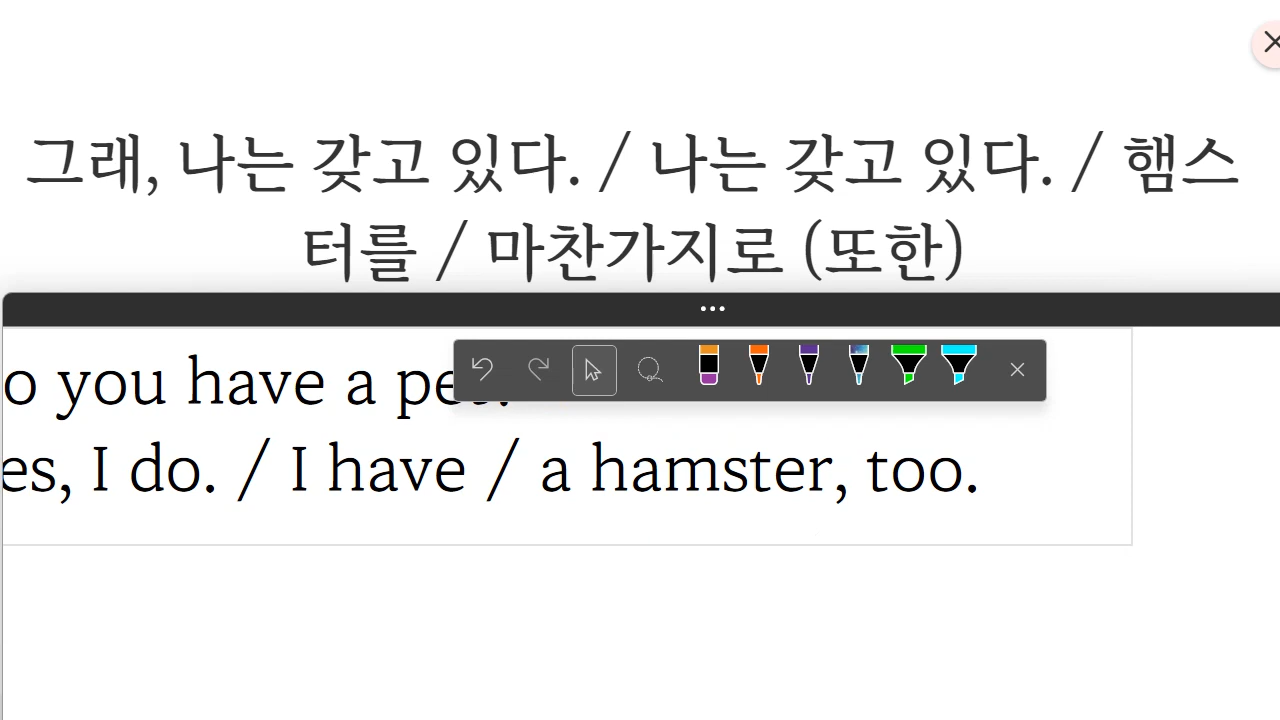 그래, 나는 갖고 있다. / 나는 갖고 있다. / 햄스
터를 / 마찬가지로 (또한)
o you have a
es, I do. / I have / a hamster, too.